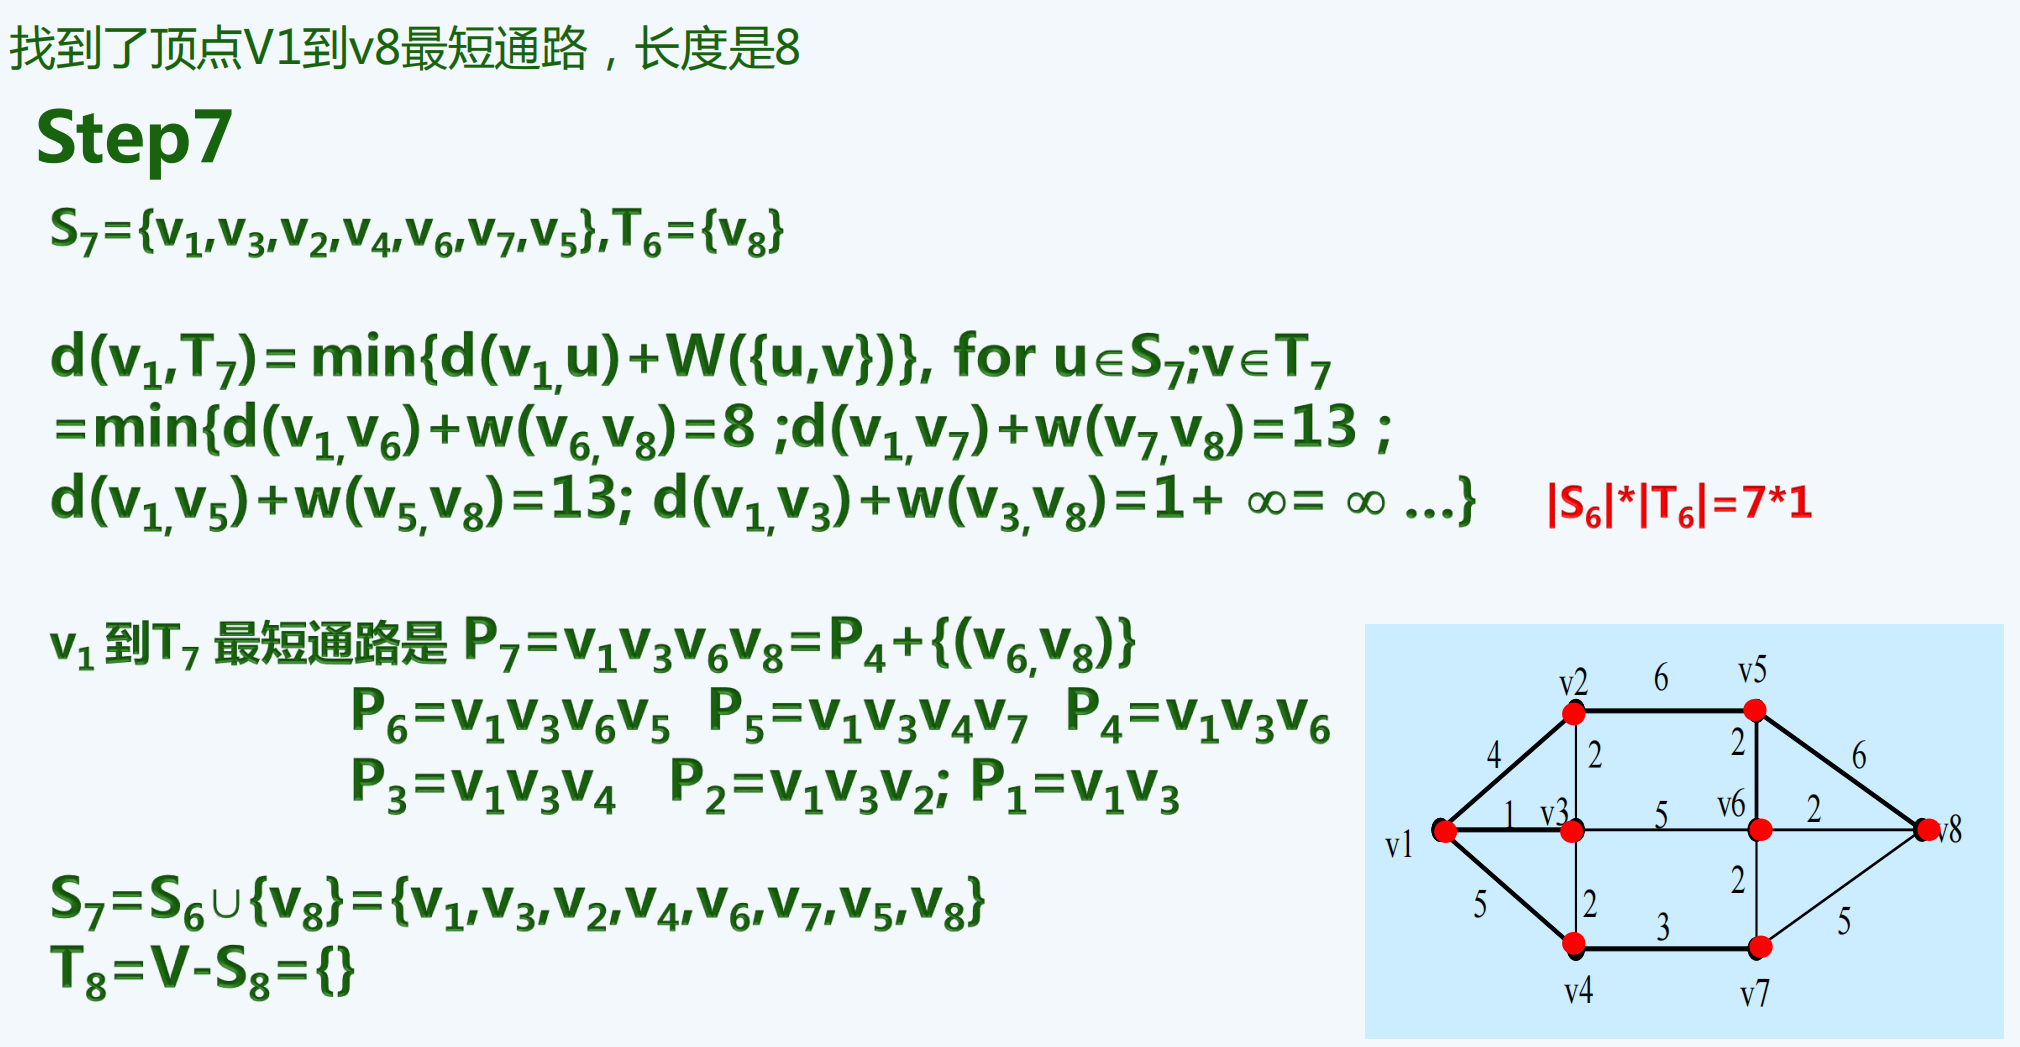 找到了顶点V1到v8最短通路，长度是8
Step7
S₇={v₁,v₃,v₂,v₄,v₆,v₇,v₅},T₆={v₈}
d(v₁,T₇)= min{d(v₁,u)+W({u,v})}, for u∈S₇;v∈T₇
=min{d(v₁,v₆)+w(v₆,v₈)=8 ;d(v₁,v₇)+w(v₇,v₈)=13 ;
d(v₁,v₅)+w(v₅,v₈)=13; d(v₁,v₃)+w(v₃,v₈)=1+ ∞= ∞ ...}
|S₆|*|T₆|=7*1
v₁ 到T₇ 最短通路是 P₇=v₁v₃v₆v₈=P₄+{(v₆,v₈)}
P₆=v₁v₃v₆v₅ P₅=v₁v₃v₄v₇ P₄=v₁v₃v₆
P₃=v₁v₃v₄ P₂=v₁v₃v₂; P₁=v₁v₃
S₇=S₆∪{v₈}={v₁,v₃,v₂,v₄,v₆,v₇,v₅,v₈}
T₈=V-S₈={}
v2 6 v5
4 2 2 6
v1 1 v3 5 v6 2 v8
5 2 3 2 5
v4 v7